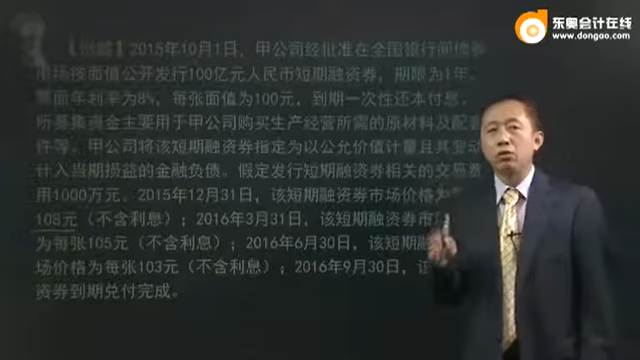 东奥会计在线
www.dongao.com
【例题】2015年10月1日，甲公司经批准在全国银行间债券
市场按面值公开发行100亿元人民币短期融资券，期限为1年，
票面年利率为8%，每张面值为100元，到期一次性还本付息。
所募集资金主要用于甲公司购买生产经营所需的原材料及配套
件等。甲公司将该短期融资券指定为以公允价值计量且其变动
计入当期损益的金融负债。假定发行短期融资券相关的交易费
用1000万元。2015年12月31日，该短期融资券市场价格为
108元（不含利息）；2016年3月31日，该短期融资券市
为每张105元（不含利息）；2016年6月30日，该短期融
场价格为每张103元（不含利息）；2016年9月30日，该
资券到期兑付完成。